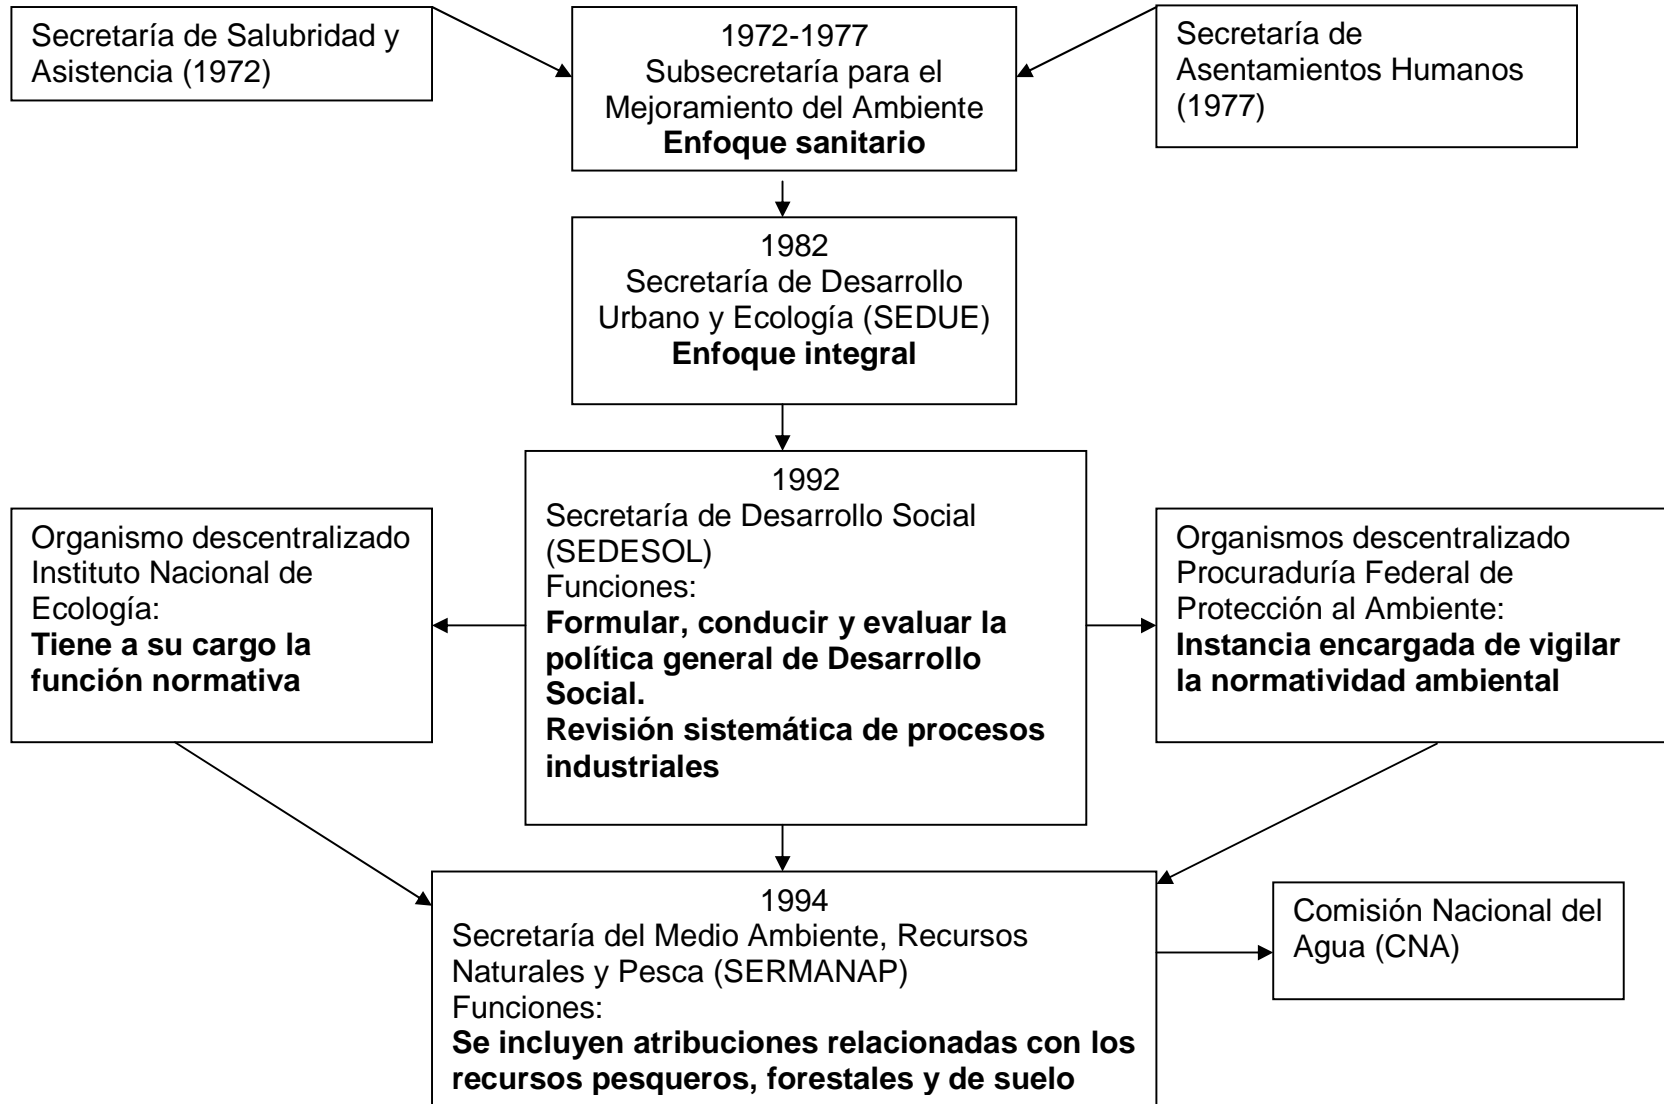 Secretaría de Salubridad y
Asistencia (1972)
1972-1977
Subsecretaría para el
Mejoramiento del Ambiente
Enfoque sanitario
Secretaría de
Asentamientos Humanos
(1977)
1982
Secretaría de Desarrollo
Urbano y Ecología (SEDUE)
Enfoque integral
Organismo descentralizado
Instituto Nacional de
Ecología:
Tiene a su cargo la
función normativa
1992
Secretaría de Desarrollo Social
(SEDESOL)
Funciones:
Formular, conducir y evaluar la
política general de Desarrollo
Social.
Revisión sistemática de procesos
industriales
Organismos descentralizado
Procuraduría Federal de
Protección al Ambiente:
Instancia encargada de vigilar
la normatividad ambiental
1994
Secretaría del Medio Ambiente, Recursos
Naturales y Pesca (SERMANAP)
Funciones:
Se incluyen atribuciones relacionadas con los
recursos pesqueros, forestales y de suelo
Comisión Nacional del
Agua (CNA)